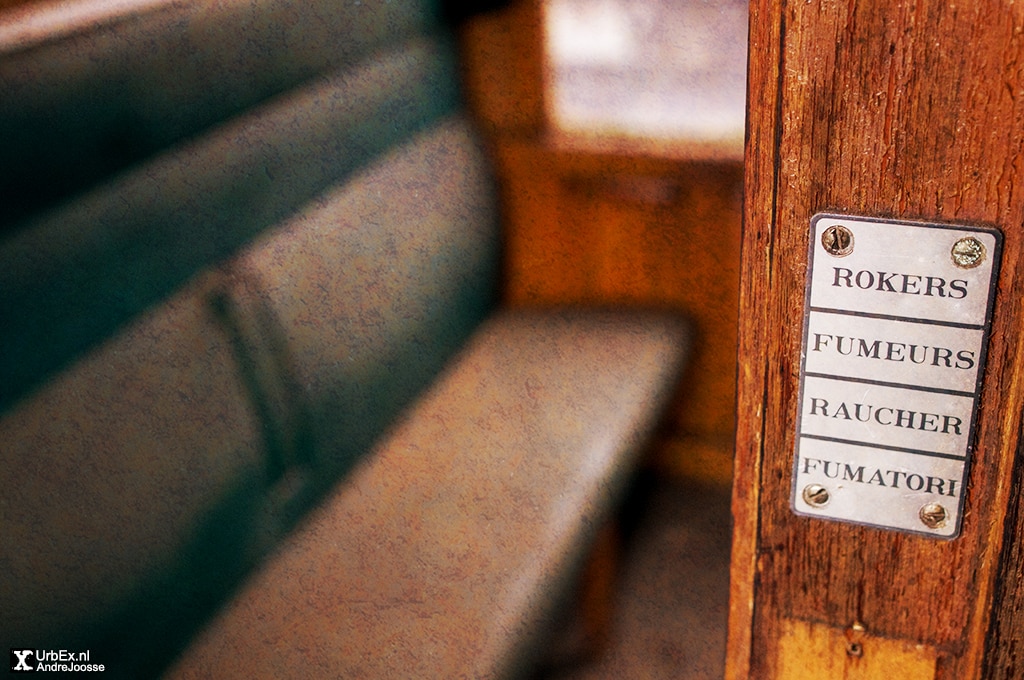 ROKERS
FUMEURS
RAUCHER
FUMATORI
X UrbEx.nl
AndreJoosse